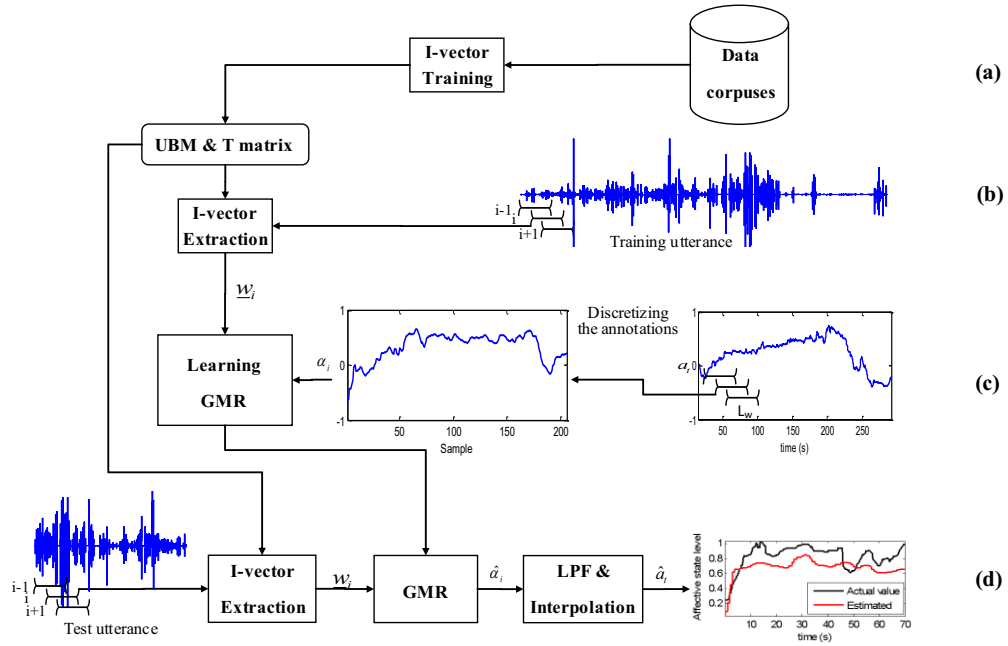 I-vector
Training
Data
corpuses
(a)
UBM & T matrix
(b)
I-vector
Extraction
i-1
i
i+1
Training utterance
w_i
Discretizing
the annotations
1
0
-1
α_i
50
100
150
200
Sample
1
0
-1
a_t
L_w
50
100
150
200
250
time (s)
Learning
GMR
(c)
i-1
i
i+1
Test utterance
I-vector
Extraction
w_i
GMR
α̂_i
LPF &
Interpolation
â_t
Affective state level
1
0.8
0.6
0.4
0.2
Actual value
Estimated
0
10
20
30
40
50
60
70
time (s)
(d)